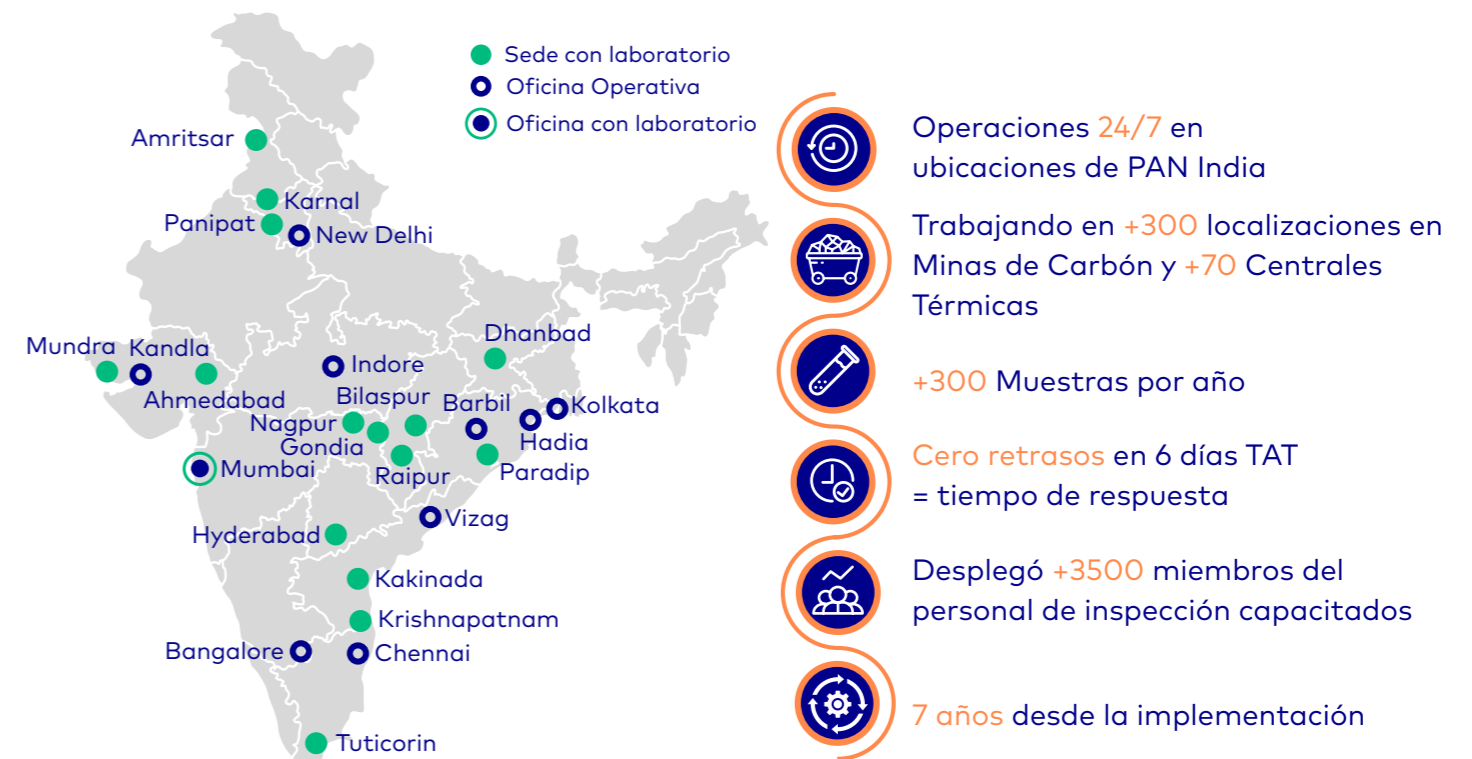 Sede con laboratorio
Oficina Operativa
Oficina con laboratorio
Amritsar
Karnal
Panipat
New Delhi
Mundra
Kandla
Ahmedabad
Indore
Dhanbad
Bilaspur
Barbil
Kolkata
Nagpur
Gondia
Hadia
Mumbai
Raipur
Paradip
Vizag
Hyderabad
Kakinada
Krishnapatnam
Bangalore
Chennai
Tuticorin
Operaciones 24/7 en
ubicaciones de PAN India
Trabajando en +300 localizaciones en
Minas de Carbón y +70 Centrales
Térmicas
+300 Muestras por año
Cero retrasos en 6 días TAT
= tiempo de respuesta
Desplegó +3500 miembros del
personal de inspección capacitados
7 años desde la implementación